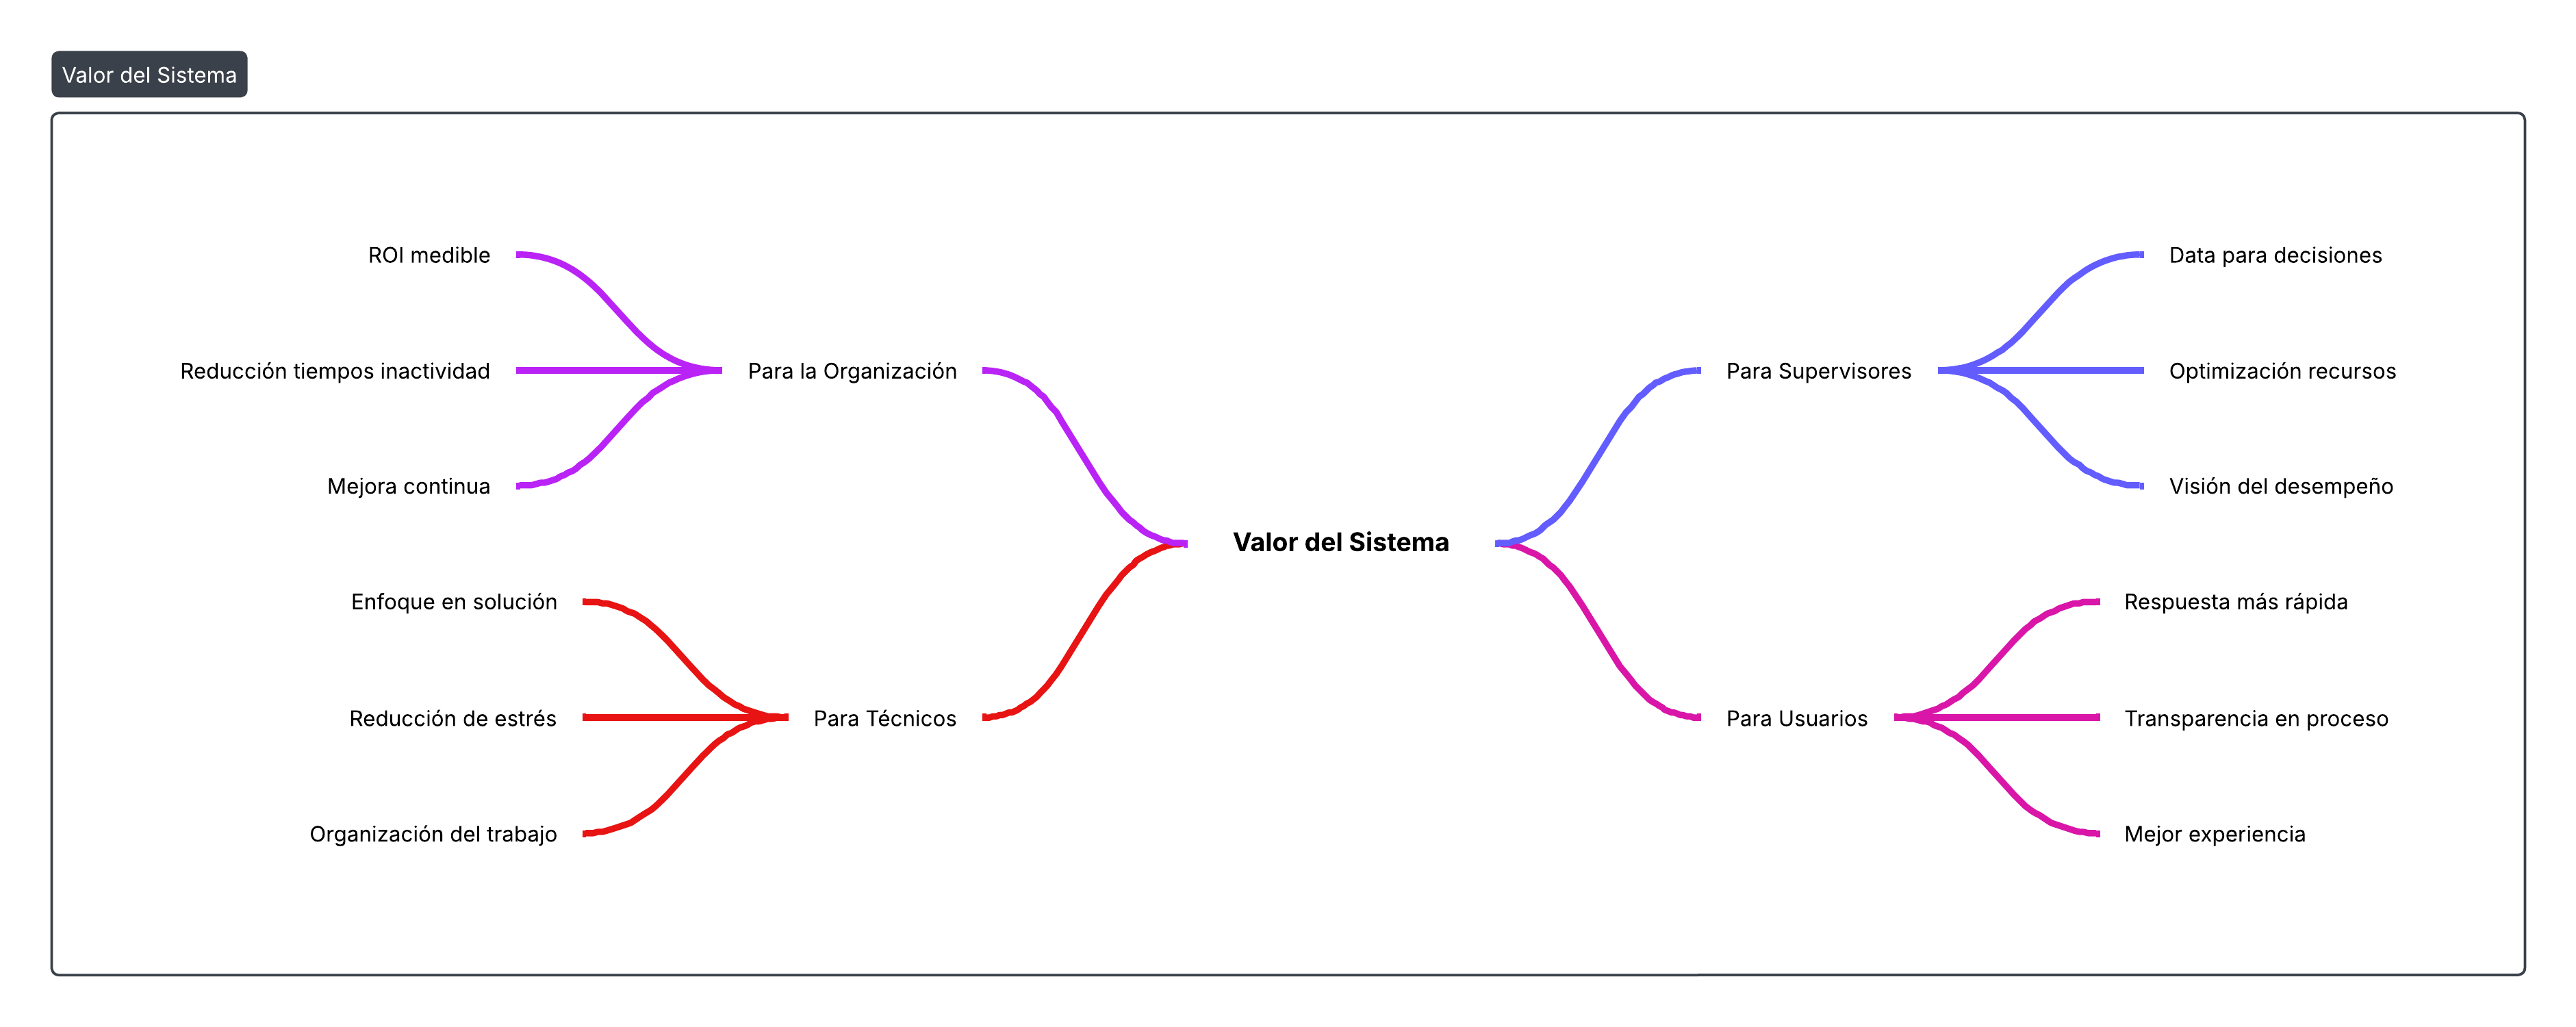 Valor del Sistema
ROI medible
Reducción tiempos inactividad
Mejora continua
Para la Organización
Enfoque en solución
Reducción de estrés
Organización del trabajo
Para Técnicos
Valor del Sistema
Para Supervisores
Data para decisiones
Optimización recursos
Visión del desempeño
Para Usuarios
Respuesta más rápida
Transparencia en proceso
Mejor experiencia